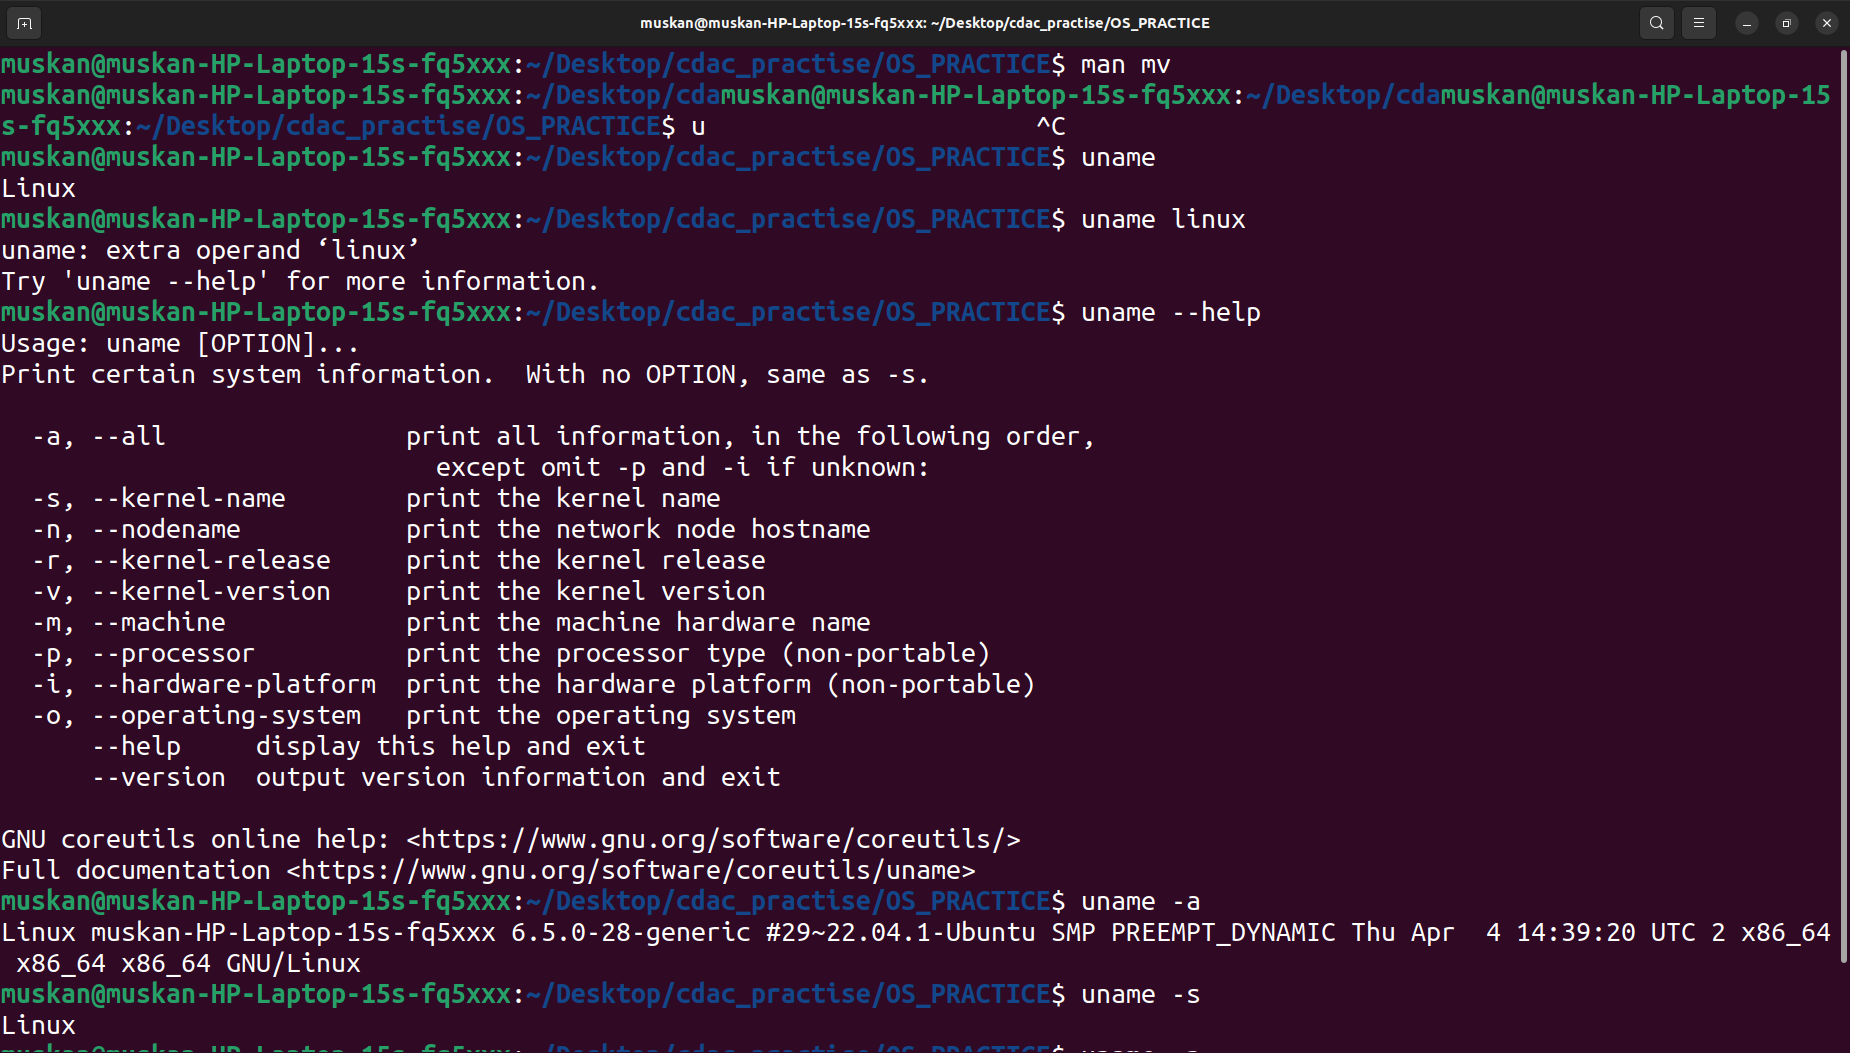 muskan@muskan-HP-Laptop-15s-fq5xxx: ~/Desktop/cdac_practise/OS_PRACTICE
muskan@muskan-HP-Laptop-15s-fq5xxx:~/Desktop/cdac_practise/OS_PRACTICE$ man mv
muskan@muskan-HP-Laptop-15s-fq5xxx:~/Desktop/cdamuskan@muskan-HP-Laptop-15s-fq5xxx:~/Desktop/cdamuskan@muskan-HP-Laptop-15
s-fq5xxx:~/Desktop/cdac_practise/OS_PRACTICE$ u                      ^C
muskan@muskan-HP-Laptop-15s-fq5xxx:~/Desktop/cdac_practise/OS_PRACTICE$ uname
Linux
muskan@muskan-HP-Laptop-15s-fq5xxx:~/Desktop/cdac_practise/OS_PRACTICE$ uname linux
uname: extra operand ‘linux’
Try 'uname --help' for more information.
muskan@muskan-HP-Laptop-15s-fq5xxx:~/Desktop/cdac_practise/OS_PRACTICE$ uname --help
Usage: uname [OPTION]...
Print certain system information.  With no OPTION, same as -s.

  -a, --all                print all information, in the following order,
                             except omit -p and -i if unknown:
  -s, --kernel-name        print the kernel name
  -n, --nodename           print the network node hostname
  -r, --kernel-release     print the kernel release
  -v, --kernel-version     print the kernel version
  -m, --machine            print the machine hardware name
  -p, --processor          print the processor type (non-portable)
  -i, --hardware-platform  print the hardware platform (non-portable)
  -o, --operating-system   print the operating system
      --help     display this help and exit
      --version  output version information and exit

GNU coreutils online help: <https://www.gnu.org/software/coreutils/>
Full documentation <https://www.gnu.org/software/coreutils/uname>
muskan@muskan-HP-Laptop-15s-fq5xxx:~/Desktop/cdac_practise/OS_PRACTICE$ uname -a
Linux muskan-HP-Laptop-15s-fq5xxx 6.5.0-28-generic #29~22.04.1-Ubuntu SMP PREEMPT_DYNAMIC Thu Apr  4 14:39:20 UTC 2 x86_64
 x86_64 x86_64 GNU/Linux
muskan@muskan-HP-Laptop-15s-fq5xxx:~/Desktop/cdac_practise/OS_PRACTICE$ uname -s
Linux
muskan@muskan-HP-Laptop-15s-fq5xxx:~/Desktop/cdac_practise/OS_PRACTICE$ uname